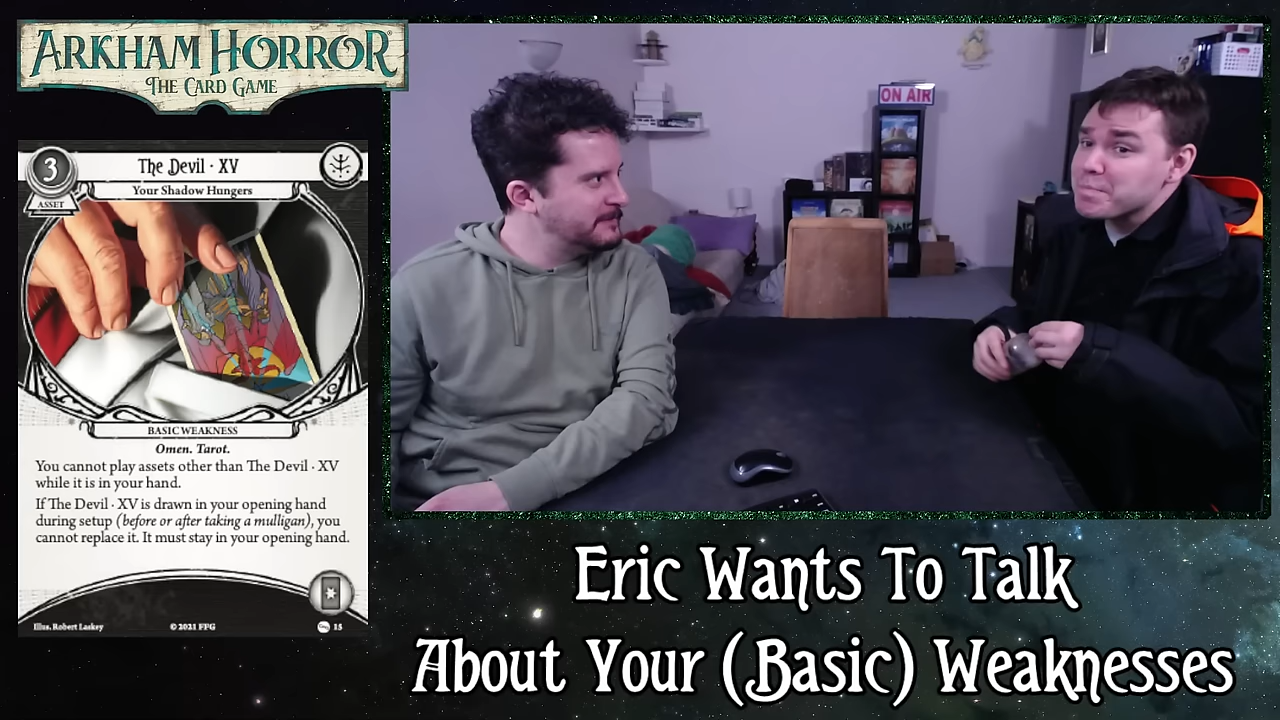 ARKHAM HORROR
THE CARD GAME
3
The Devil · XV
ASSET
Your Shadow Hungers
BASIC WEAKNESS
Omen. Tarot.
You cannot play assets other than The Devil · XV
while it is in your hand.
If The Devil · XV is drawn in your opening hand
during setup (before or after taking a mulligan), you
cannot replace it. It must stay in your opening hand.
Illus. Robert Laskey
© 2021 FFG
15
ON AIR
Eric Wants To Talk
About Your (Basic) Weaknesses